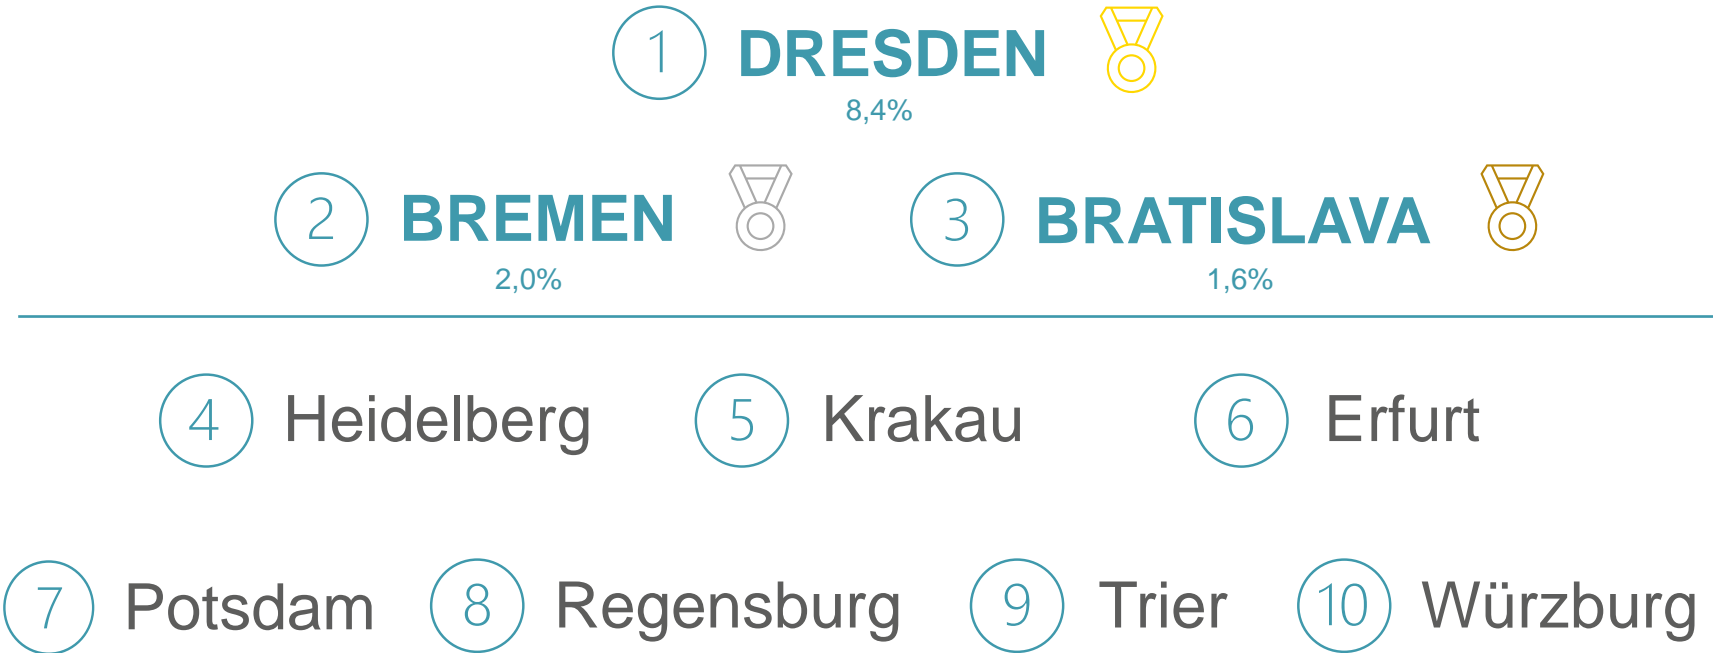 1 DRESDEN
8,4%
2 BREMEN 3 BRATISLAVA
2,0% 1,6%
4 Heidelberg 5 Krakau 6 Erfurt
7 Potsdam 8 Regensburg 9 Trier 10 Würzburg